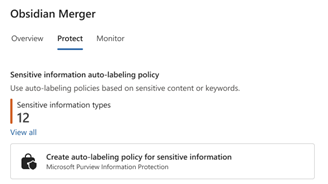 Obsidian Merger
Overview Protect Monitor
Sensitive information auto-labeling policy
Use auto-labeling policies based on sensitive content or keywords.
Sensitive information types
12
View all
Create auto-labeling policy for sensitive information
Microsoft Purview Information Protection